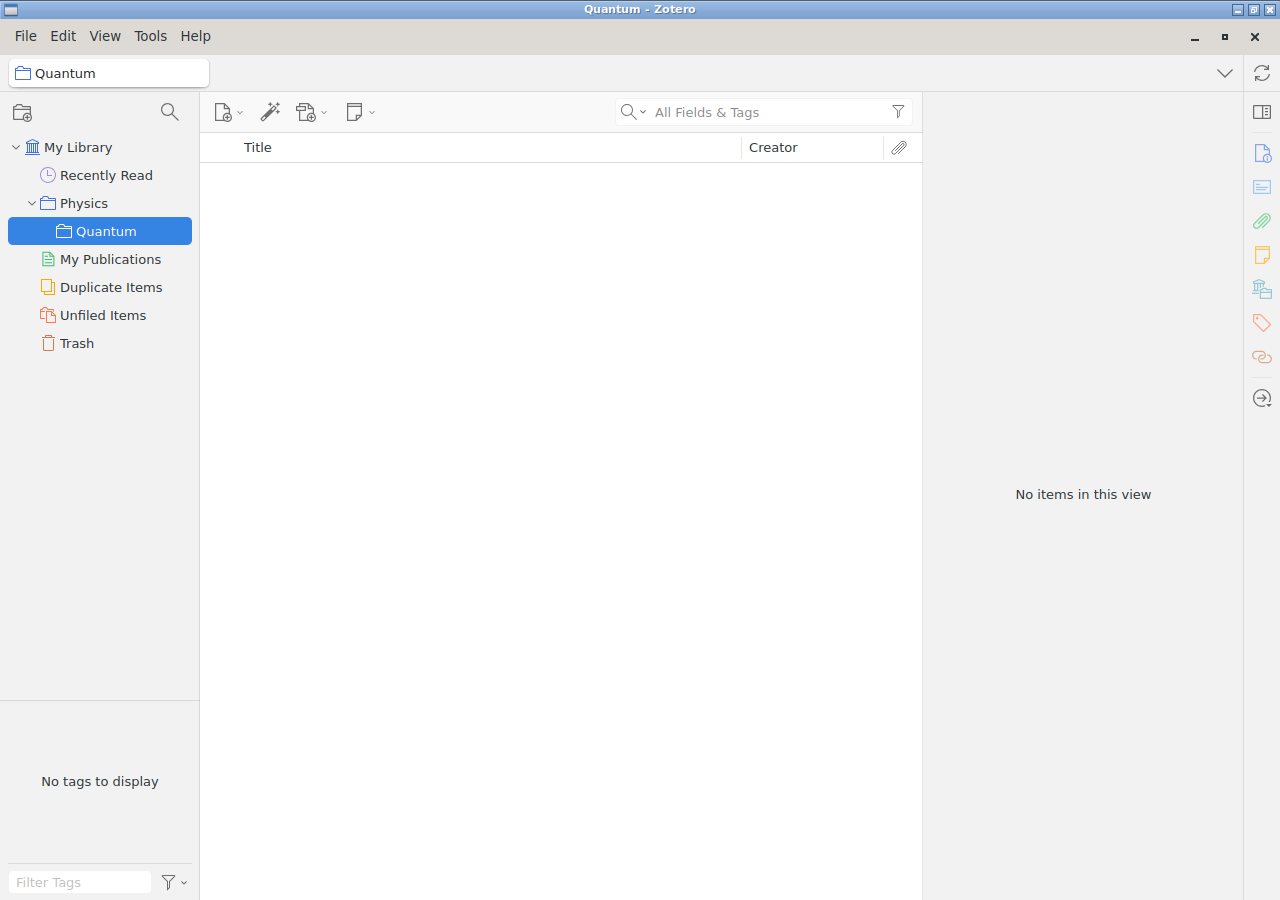 Quantum - Zotero
File Edit View Tools Help
Quantum
All Fields & Tags
Title Creator
My Library
Recently Read
Physics
Quantum
My Publications
Duplicate Items
Unfiled Items
Trash
No items in this view
No tags to display
Filter Tags